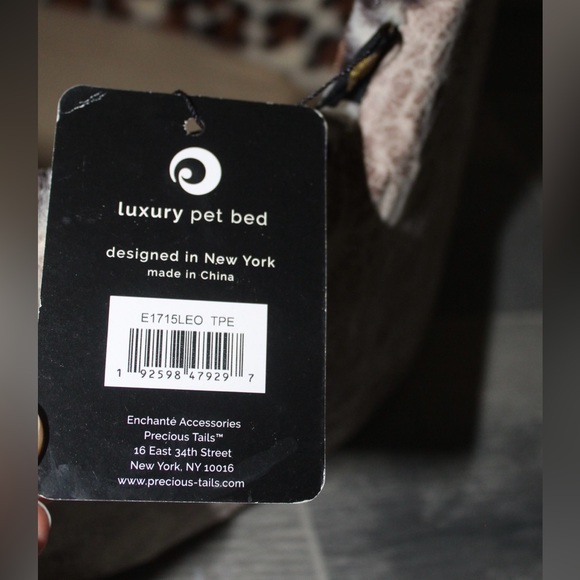 luxury pet bed
designed in New York
made in China
E1715LEO TPE
1 92598 47929 7
Enchanté Accessories
Precious Tails™
16 East 34th Street
New York, NY 10016
www.precious-tails.com